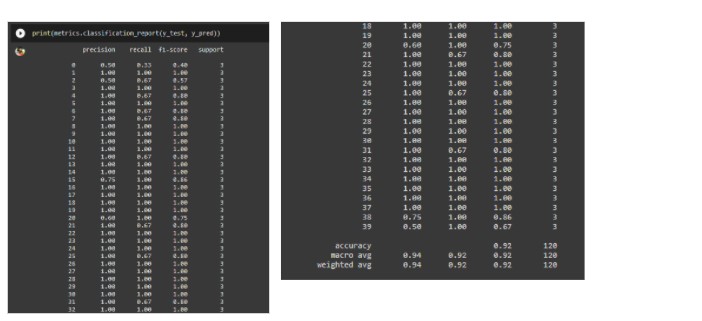 print(metrics.classification_report(y_test, y_pred))
precision recall f1-score support
0 0.50 0.33 0.40 3
1 1.00 1.00 1.00 3
2 0.50 0.67 0.57 3
3 1.00 1.00 1.00 3
4 1.00 0.67 0.80 3
5 1.00 1.00 1.00 3
6 1.00 0.67 0.80 3
7 1.00 0.67 0.80 3
8 1.00 1.00 1.00 3
9 1.00 1.00 1.00 3
10 1.00 1.00 1.00 3
11 1.00 1.00 1.00 3
12 1.00 0.67 0.80 3
13 1.00 1.00 1.00 3
14 1.00 1.00 1.00 3
15 0.75 1.00 0.86 3
16 1.00 1.00 1.00 3
17 1.00 1.00 1.00 3
18 1.00 1.00 1.00 3
19 1.00 1.00 1.00 3
20 0.60 1.00 0.75 3
21 1.00 0.67 0.80 3
22 1.00 1.00 1.00 3
23 1.00 1.00 1.00 3
24 1.00 1.00 1.00 3
25 1.00 0.67 0.80 3
26 1.00 1.00 1.00 3
27 1.00 1.00 1.00 3
28 1.00 1.00 1.00 3
29 1.00 1.00 1.00 3
30 1.00 1.00 1.00 3
31 1.00 0.67 0.80 3
32 1.00 1.00 1.00 3
18 1.00 1.00 1.00 3
19 1.00 1.00 1.00 3
20 0.60 1.00 0.75 3
21 1.00 0.67 0.80 3
22 1.00 1.00 1.00 3
23 1.00 1.00 1.00 3
24 1.00 1.00 1.00 3
25 1.00 0.67 0.80 3
26 1.00 1.00 1.00 3
27 1.00 1.00 1.00 3
28 1.00 1.00 1.00 3
29 1.00 1.00 1.00 3
30 1.00 1.00 1.00 3
31 1.00 0.67 0.80 3
32 1.00 1.00 1.00 3
33 1.00 1.00 1.00 3
34 1.00 1.00 1.00 3
35 1.00 1.00 1.00 3
36 1.00 1.00 1.00 3
37 1.00 1.00 1.00 3
38 0.75 1.00 0.86 3
39 0.50 1.00 0.67 3
accuracy 0.92 120
macro avg 0.94 0.92 0.92 120
weighted avg 0.94 0.92 0.92 120